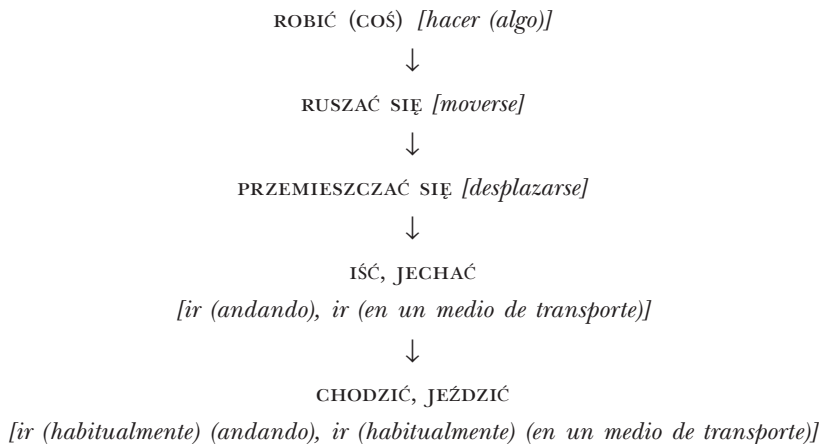 ROBIĆ (COŚ) [hacer (algo)]
↓
RUSZAĆ SIĘ [moverse]
↓
PRZEMIESZCZAĆ SIĘ [desplazarse]
↓
IŚĆ, JECHAĆ
[ir (andando), ir (en un medio de transporte)]
↓
CHODZIĆ, JEŹDZIĆ
[ir (habitualmente) (andando), ir (habitualmente) (en un medio de transporte)]